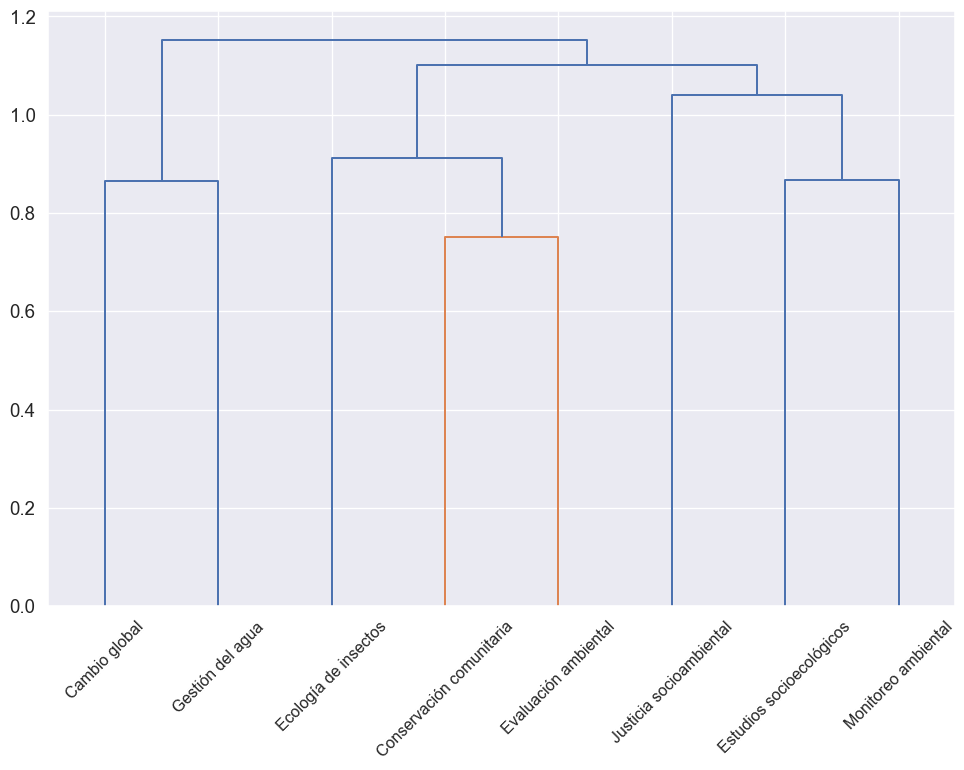 1.2
1.0
0.8
0.6
0.4
0.2
0.0
Cambio global
Gestión del agua
Ecología de insectos
Conservación comunitaria
Evaluación ambiental
Justicia socioambiental
Estudios socioecológicos
Monitoreo ambiental